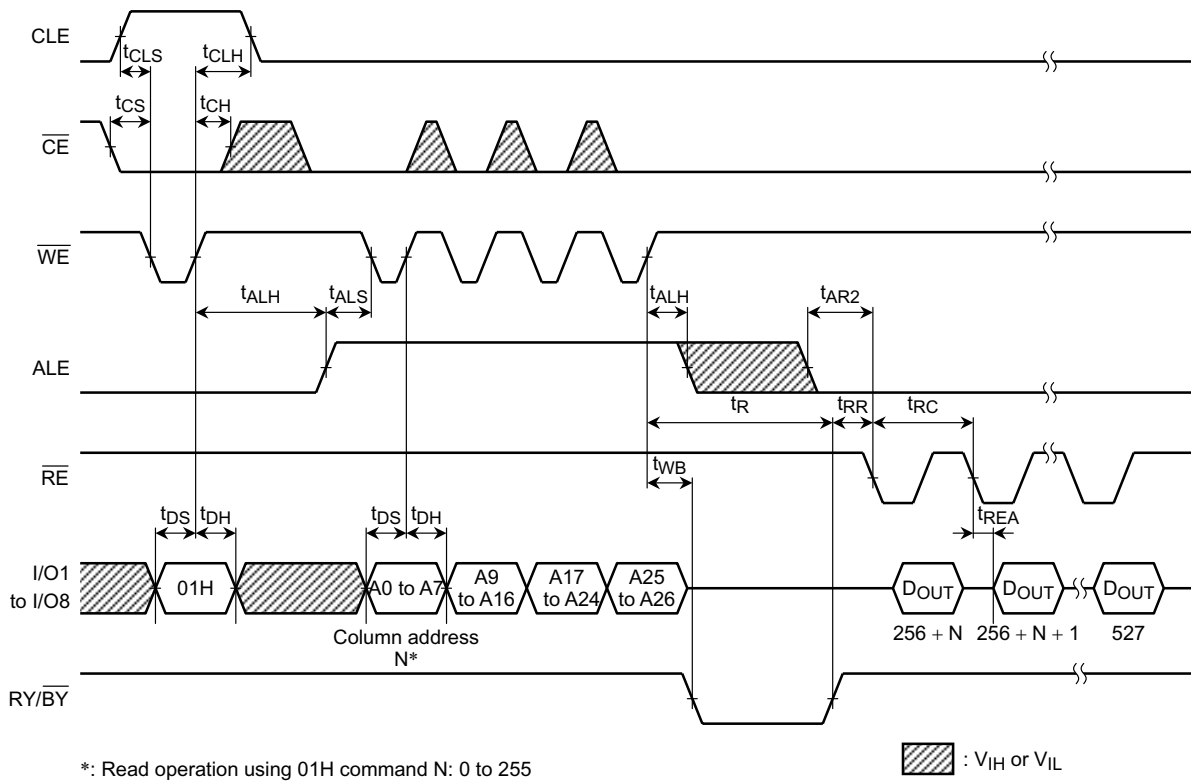 CLE
tCLS
tCLH
tCS
tCH
CE
WE
tALH
tALS
tALH
tAR2
ALE
tR
tRR
tRC
RE
tWB
tDS
tDH
tDS
tDH
tREA
I/O1
to I/O8
01H
A0 to A7
A9
to A16
A17
to A24
A25
to A26
DOUT
DOUT
DOUT
256 + N
256 + N + 1
527
Column address
N*
RY/BY
*: Read operation using 01H command N: 0 to 255
: VIH or VIL